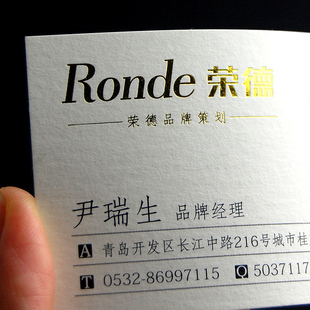 Ronde 荣德
荣德品牌策划
尹瑞生 品牌经理
A 青岛开发区长江中路216号城市桂
T 0532-86997115 Q 5037117